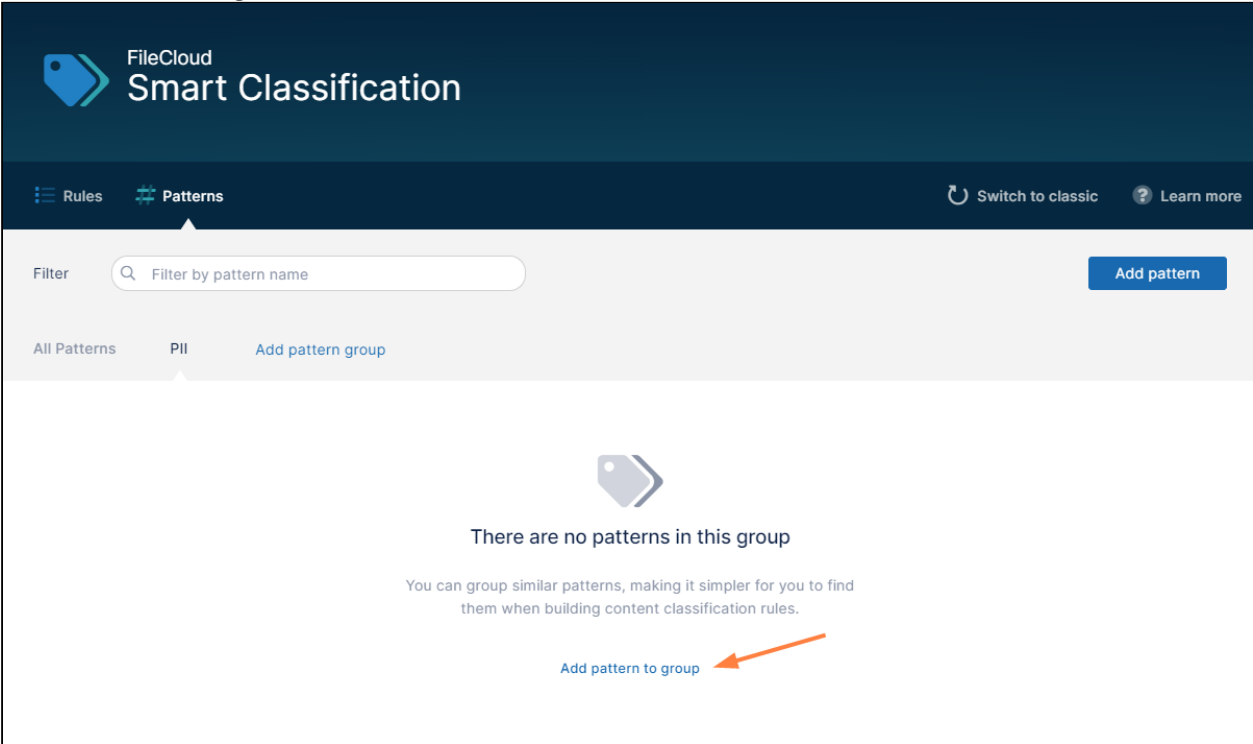 FileCloud
Smart Classification
Rules Patterns Switch to classic ? Learn more
Filter Filter by pattern name Add pattern
All Patterns PII Add pattern group
There are no patterns in this group
You can group similar patterns, making it simpler for you to find
them when building content classification rules.
Add pattern to group